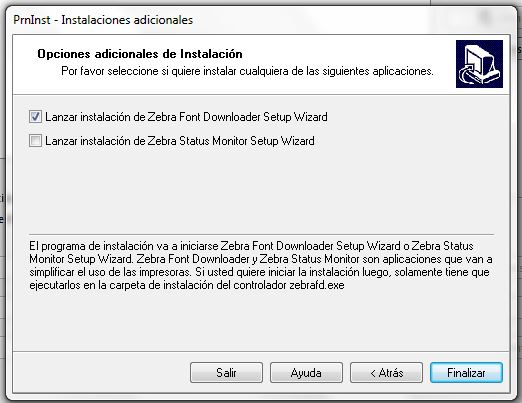 PrnInst - Instalaciones adicionales
Opciones adicionales de Instalación
Por favor seleccione si quiere instalar cualquiera de las siguientes aplicaciones.
Lanzar instalación de Zebra Font Downloader Setup Wizard
Lanzar instalación de Zebra Status Monitor Setup Wizard
El programa de instalación va a iniciarse Zebra Font Downloader Setup Wizard o Zebra Status
Monitor Setup Wizard. Zebra Font Downloader y Zebra Status Monitor son aplicaciones que van a
simplificar el uso de las impresoras. Si usted quiere iniciar la instalación luego, solamente tiene que
ejecutarlos en la carpeta de instalación del controlador zebrafd.exe
Salir
Ayuda
< Atrás
Finalizar